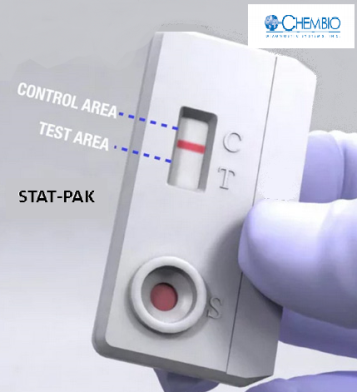 CHEMBIO
CONTROL AREA
TEST AREA
C
T
STAT-PAK
S